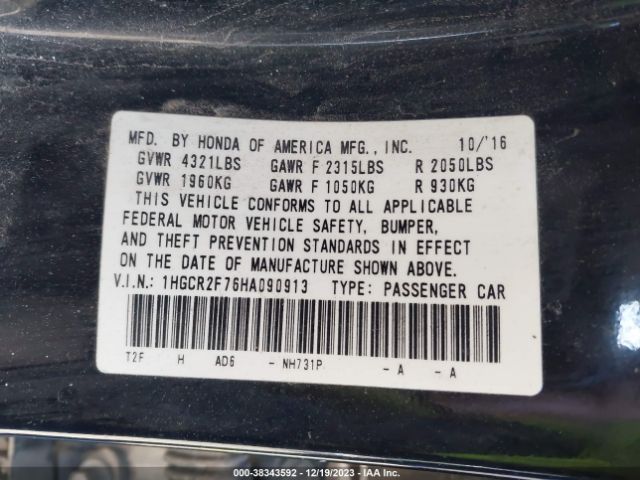 MFD. BY HONDA OF AMERICA MFG., INC. 10/'16
GVWR 4321LBS GAWR F 2315LBS R 2050LBS
GVWR 1960KG GAWR F 1050KG R 930KG
THIS VEHICLE CONFORMS TO ALL APPLICABLE
FEDERAL MOTOR VEHICLE SAFETY, BUMPER,
AND THEFT PREVENTION STANDARDS IN EFFECT
ON THE DATE OF MANUFACTURE SHOWN ABOVE.
V.I.N.: 1HGCR2F76HA090913 TYPE: PASSENGER CAR
T2F H AD6 - NH731P - A - A
000-38343592 - 12/19/2023 - IAA Inc.